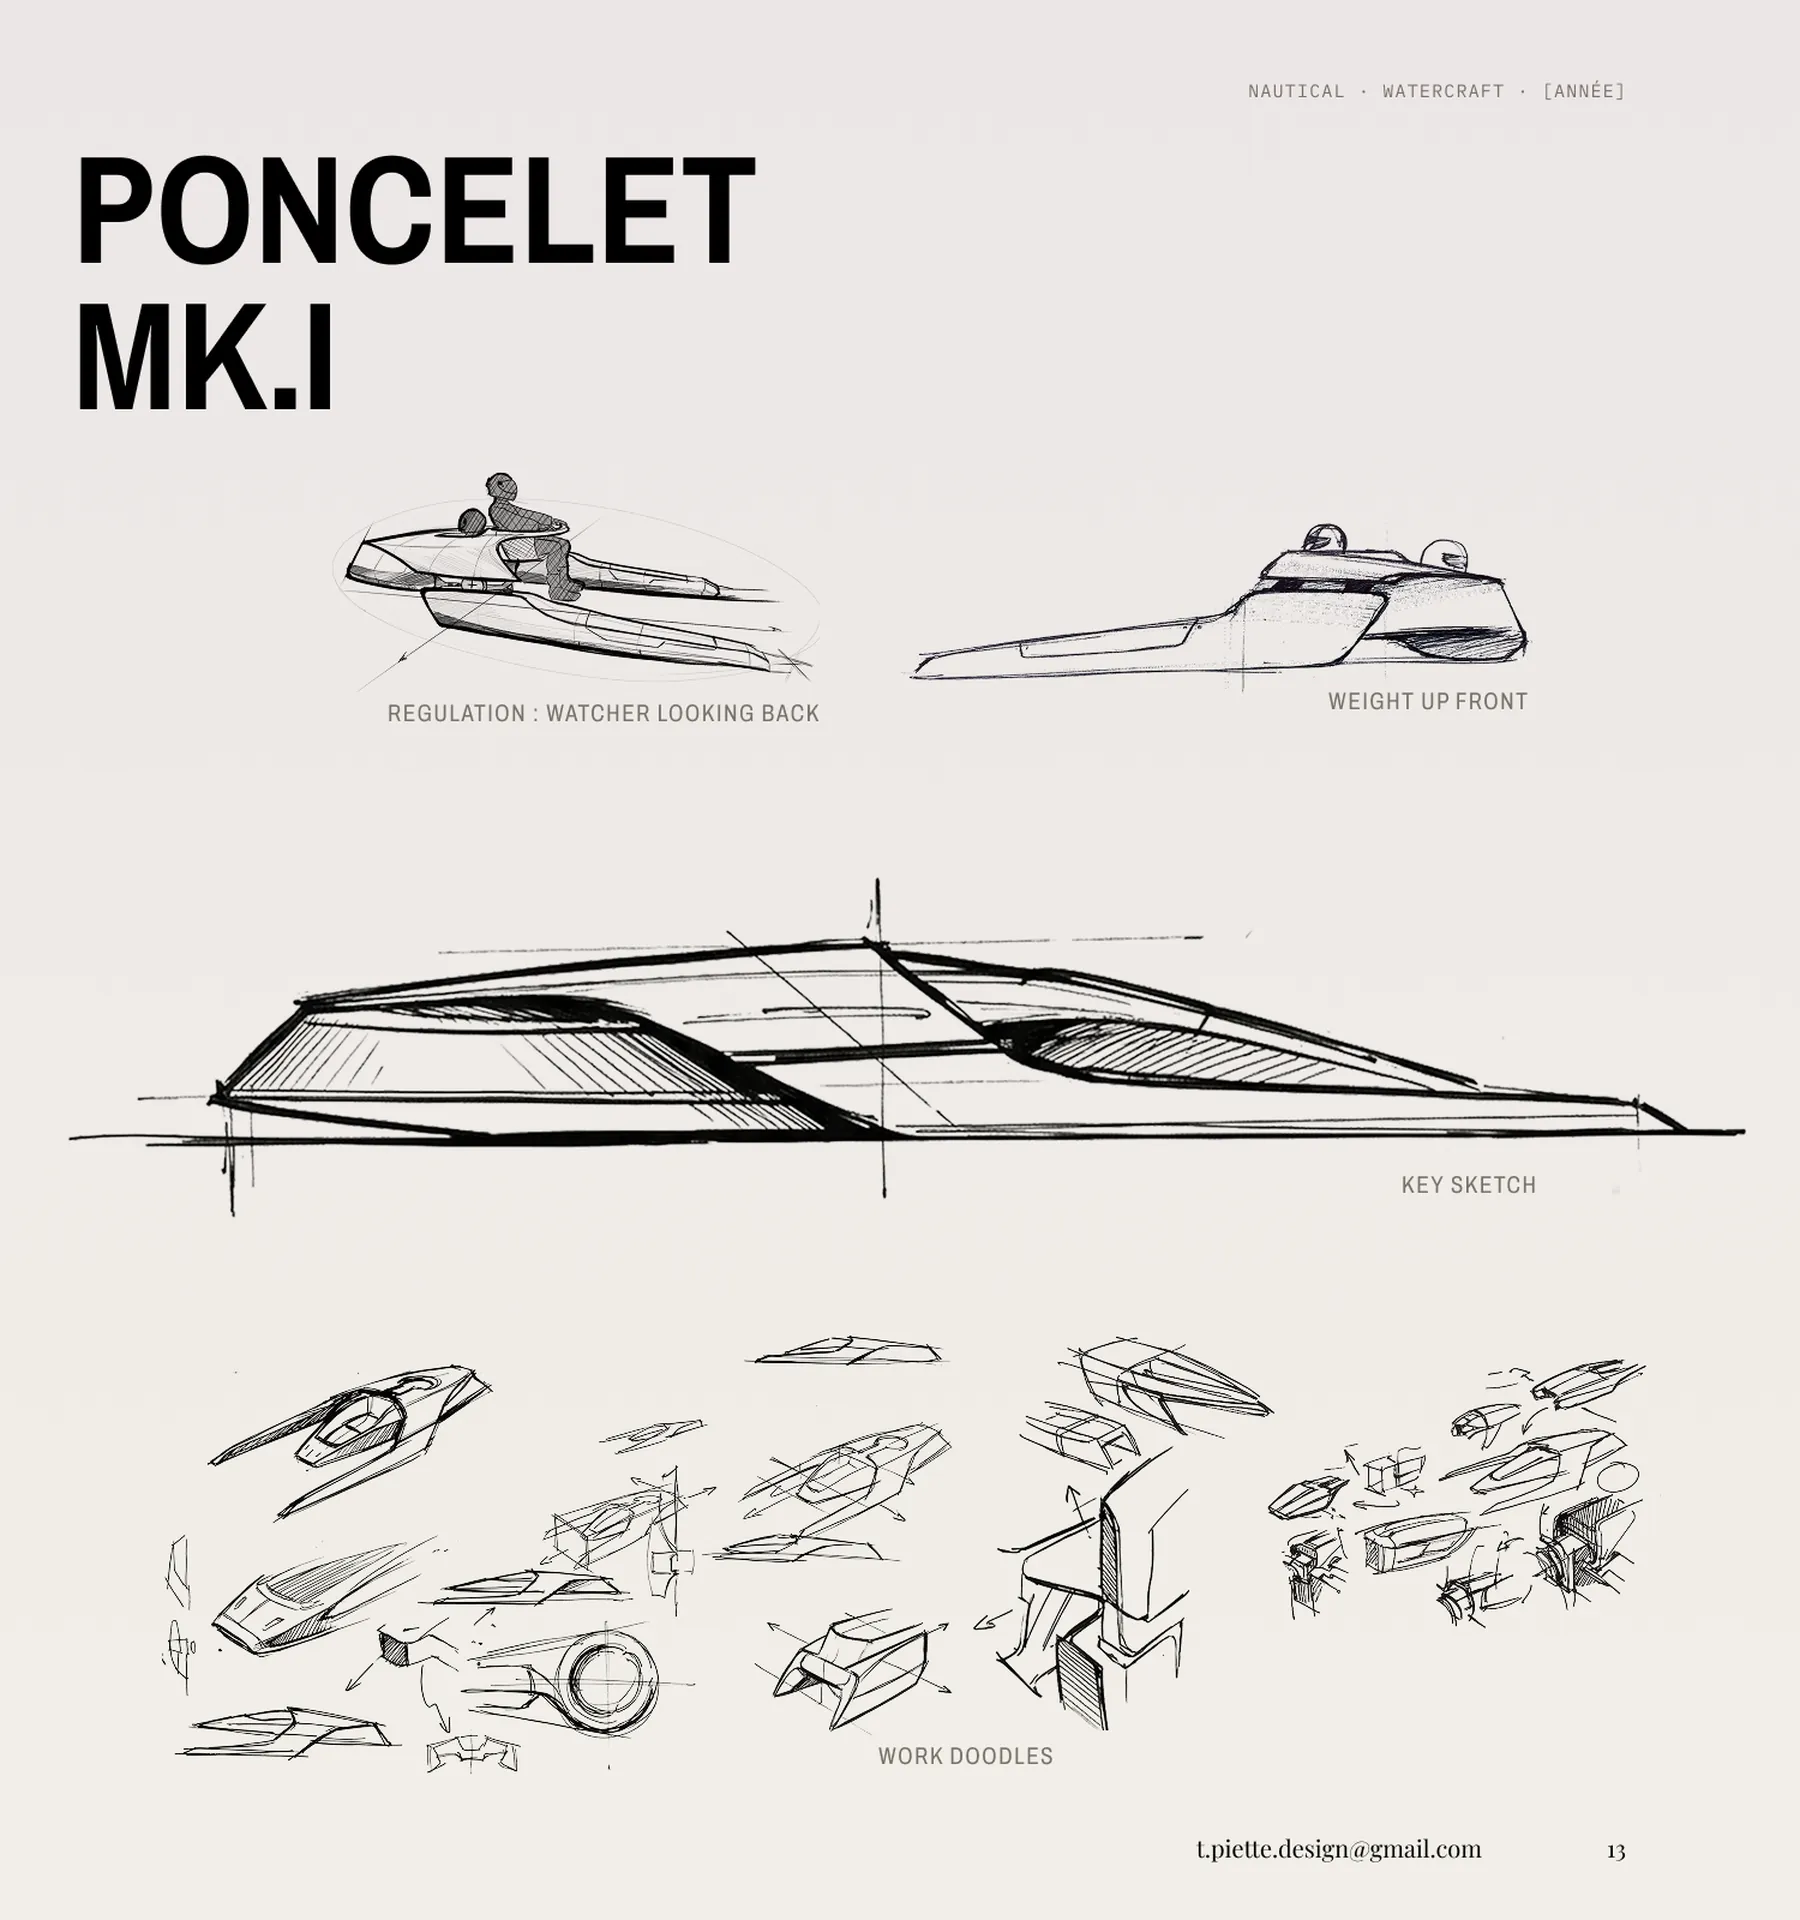 NAUTICAL · WATERCRAFT · [ANNÉE]
PONCELET
MK.I
REGULATION : WATCHER LOOKING BACK
WEIGHT UP FRONT
KEY SKETCH
WORK DOODLES
t.piette.design@gmail.com
13